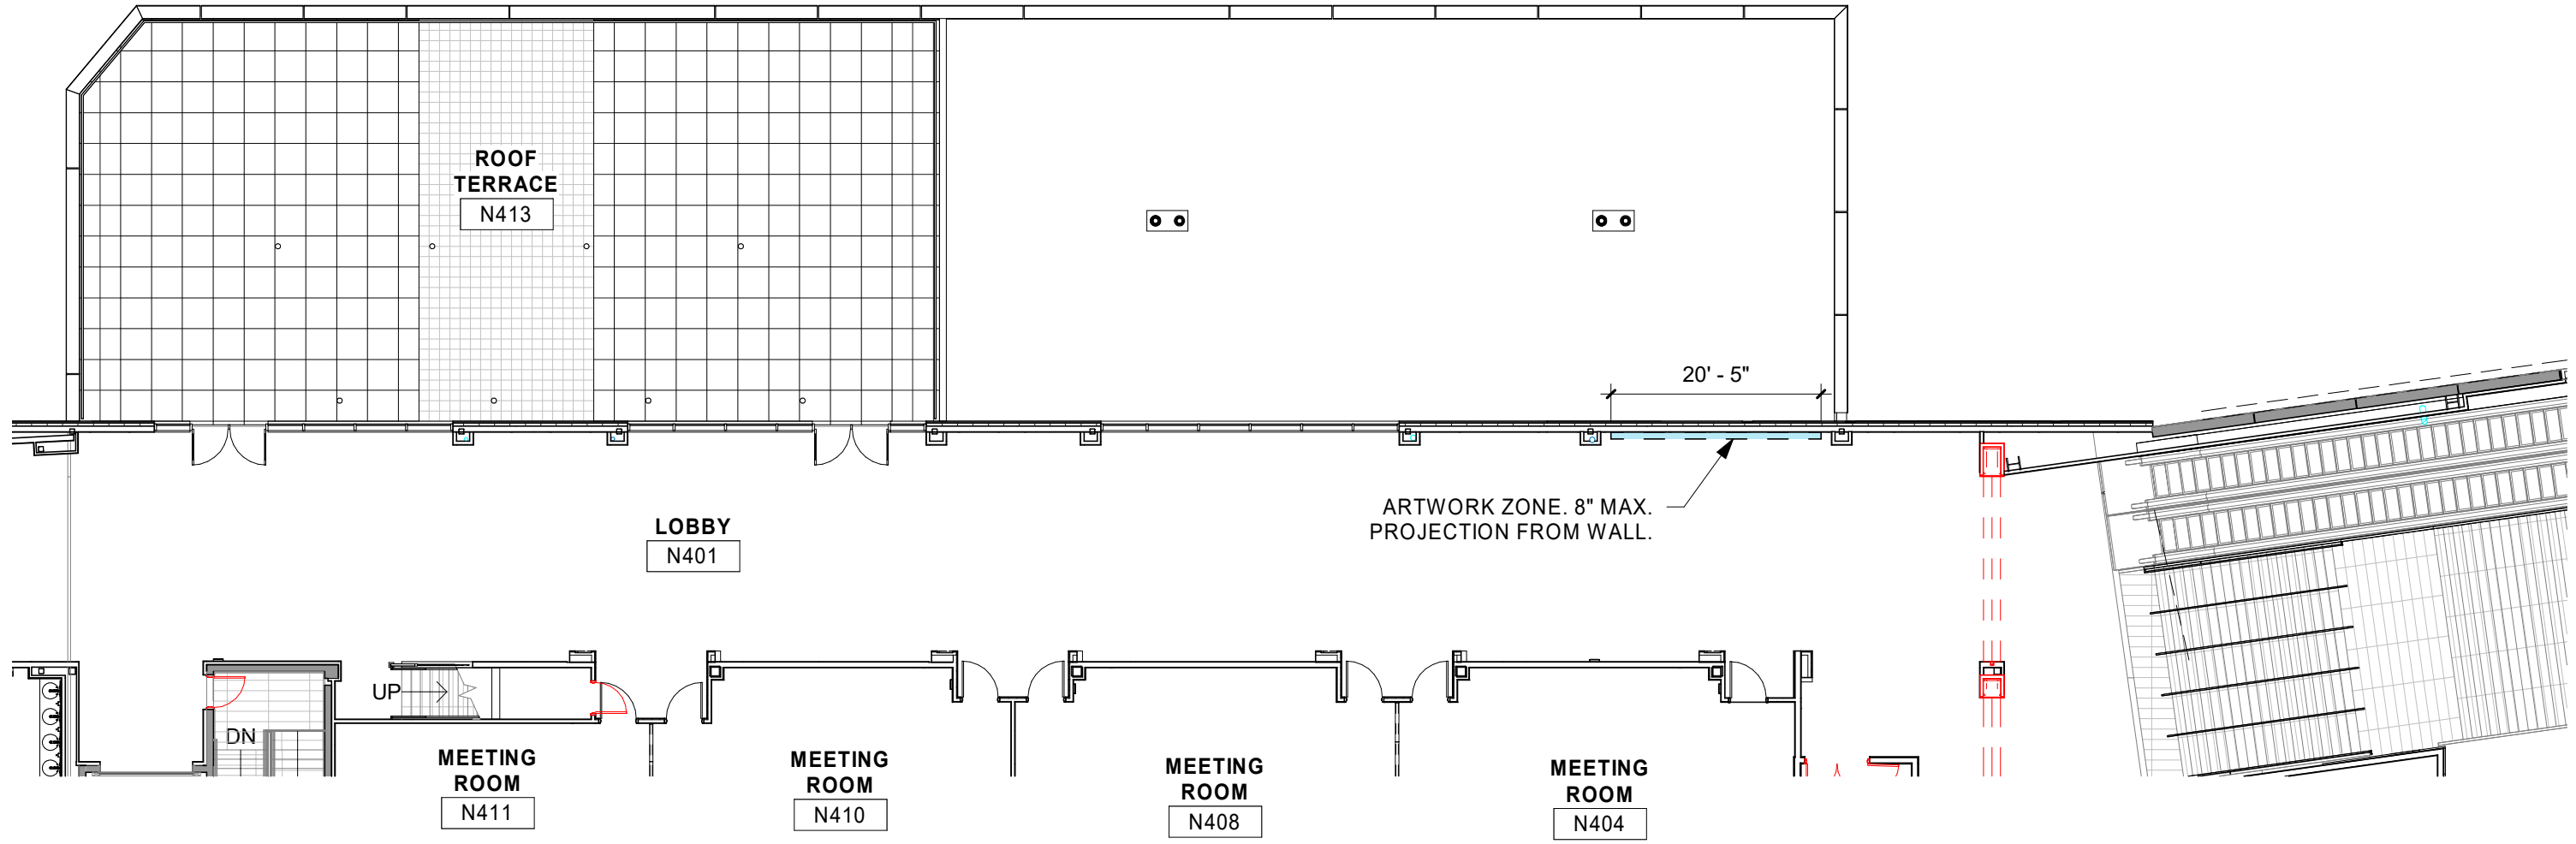 ROOF
TERRACE
N413
20' - 5"
ARTWORK ZONE. 8" MAX.
PROJECTION FROM WALL.
LOBBY
N401
UP
DN
MEETING
ROOM
N411
MEETING
ROOM
N410
MEETING
ROOM
N408
MEETING
ROOM
N404